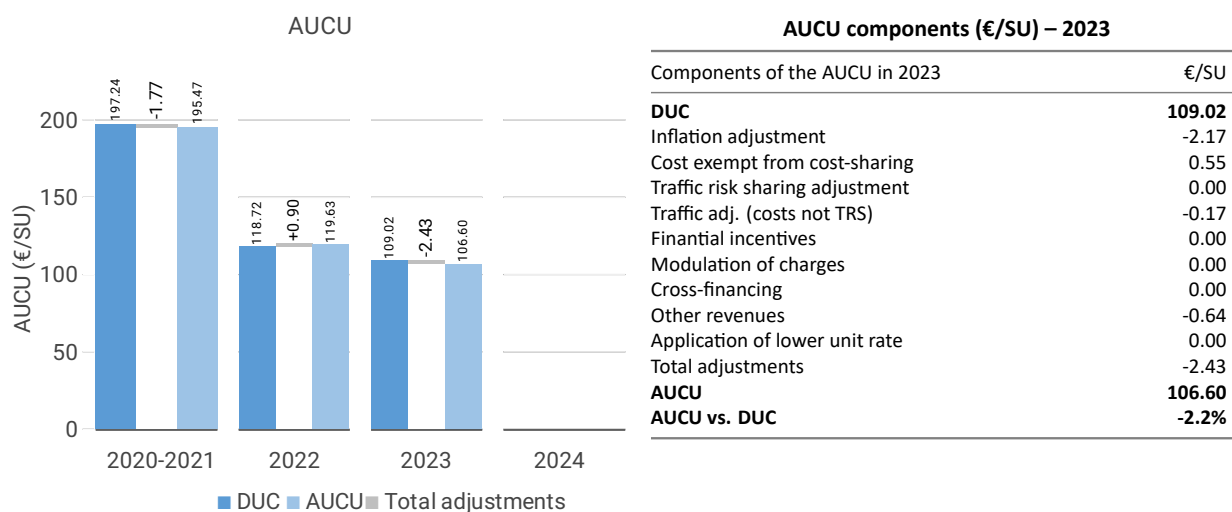 AUCU
AUCU (€/SU)
200
150
100
50
0
197.24
-1.77
195.47
118.72
+0.90
119.63
109.02
-2.43
106.60
2020-2021 2022 2023 2024
DUC AUCU Total adjustments
AUCU components (€/SU) – 2023
Components of the AUCU in 2023 €/SU
DUC 109.02
Inflation adjustment -2.17
Cost exempt from cost-sharing 0.55
Traffic risk sharing adjustment 0.00
Traffic adj. (costs not TRS) -0.17
Finantial incentives 0.00
Modulation of charges 0.00
Cross-financing 0.00
Other revenues -0.64
Application of lower unit rate 0.00
Total adjustments -2.43
AUCU 106.60
AUCU vs. DUC -2.2%